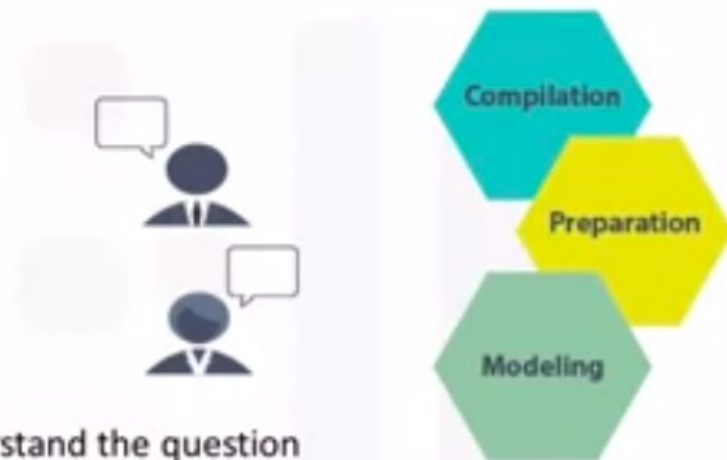 Compilation
Preparation
Modeling
stand the question